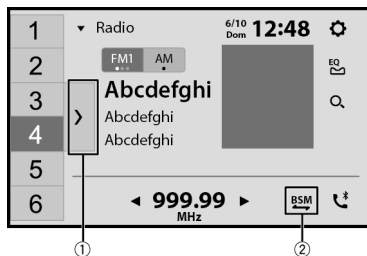 1
2
3
4
5
6
Radio
6/10
Dom
12:48
FM1
AM
EQ
Abcdefghi
Abcdefghi
Abcdefghi
999.99
MHz
BSM
①
②